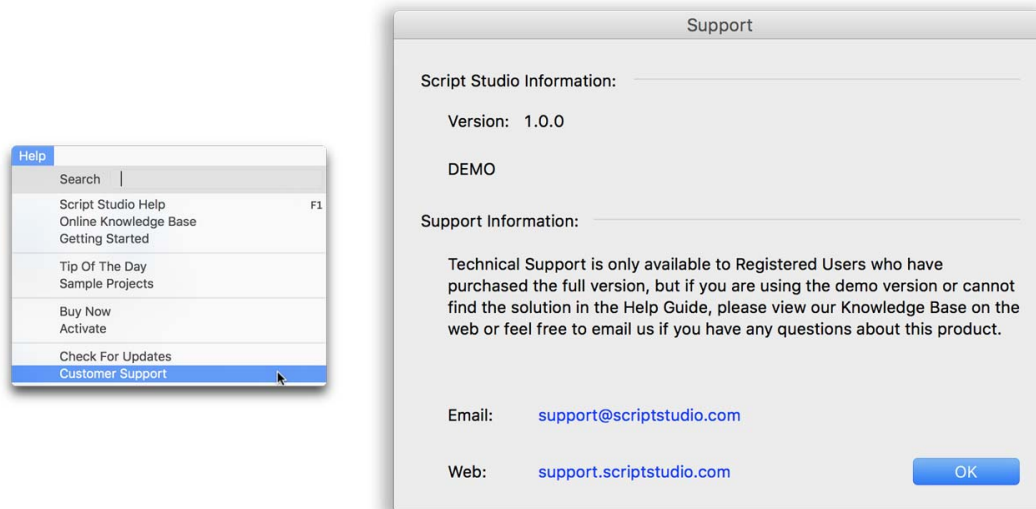 Help
Search
Script Studio Help F1
Online Knowledge Base
Getting Started
Tip Of The Day
Sample Projects
Buy Now
Activate
Check For Updates
Customer Support
Support
Script Studio Information:
Version: 1.0.0
DEMO
Support Information:
Technical Support is only available to Registered Users who have
purchased the full version, but if you are using the demo version or cannot
find the solution in the Help Guide, please view our Knowledge Base on the
web or feel free to email us if you have any questions about this product.
Email: support@scriptstudio.com
Web: support.scriptstudio.com
OK